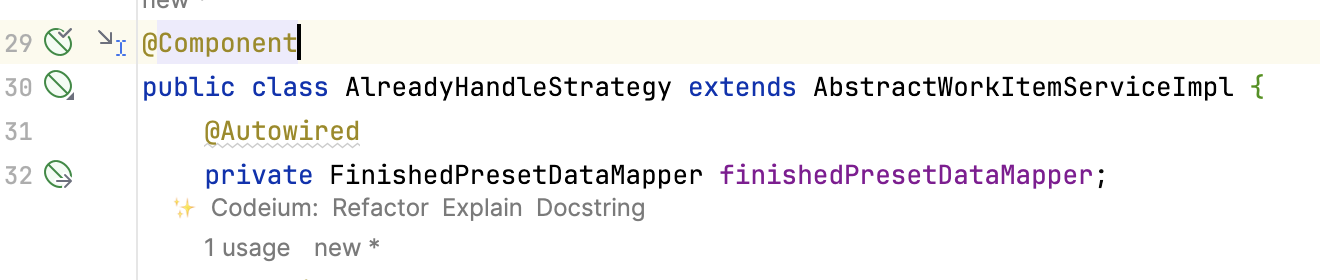 new *
29 @Component
30 public class AlreadyHandleStrategy extends AbstractWorkItemServiceImpl {
31 @Autowired
32 private FinishedPresetDataMapper finishedPresetDataMapper;
Codeium: Refactor Explain Docstring
1 usage new *